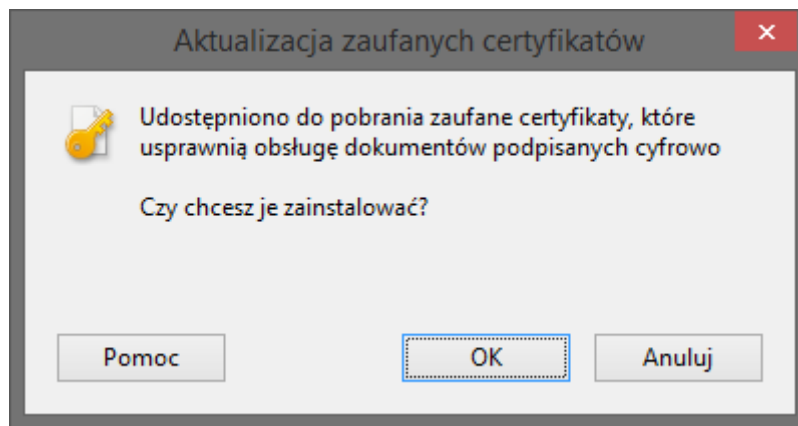 Aktualizacja zaufanych certyfikatów
Udostępniono do pobrania zaufane certyfikaty, które
usprawnią obsługę dokumentów podpisanych cyfrowo
Czy chcesz je zainstalować?
Pomoc
OK
Anuluj